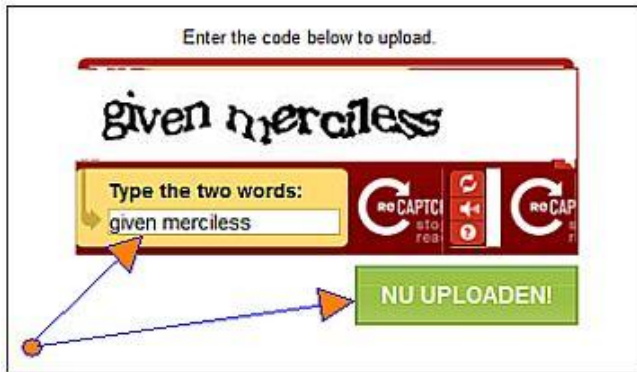 Enter the code below to upload.
given merciless
Type the two words:
given merciless
NU UPLOADEN!